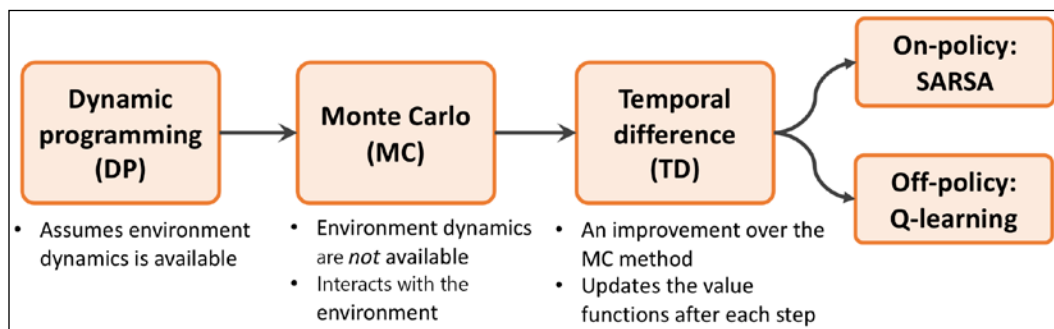 Dynamic
programming
(DP)
Monte Carlo
(MC)
Temporal
difference
(TD)
On-policy:
SARSA
Off-policy:
Q-learning
• Assumes environment
dynamics is available
• Environment dynamics
are not available
• Interacts with the
environment
• An improvement over the
MC method
• Updates the value
functions after each step